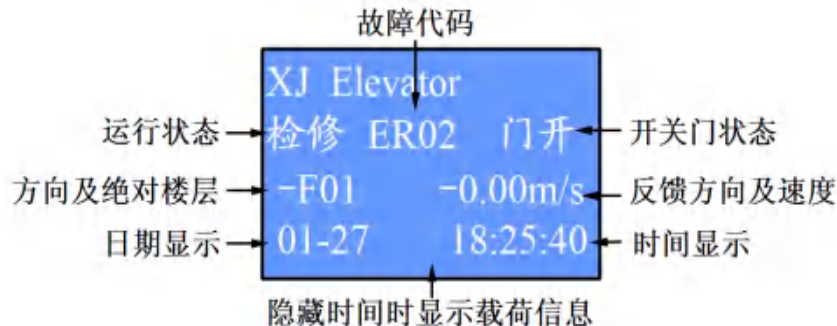 故障代码
XJ Elevator
运行状态 检修 ER02 门开 开关门状态
方向及绝对楼层 -F01 -0.00m/s 反馈方向及速度
日期显示 01-27 18:25:40 时间显示
隐藏时间时显示载荷信息